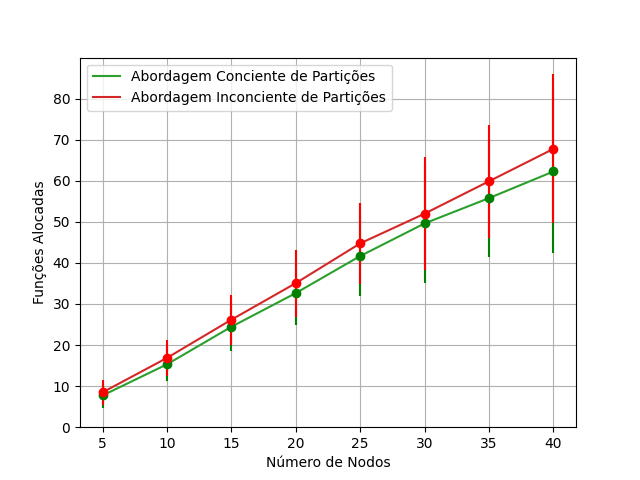 Abordagem Conciente de Partições
Abordagem Inconciente de Partições
80
70
60
50
40
30
20
10
0
Funções Alocadas
5 10 15 20 25 30 35 40
Número de Nodos